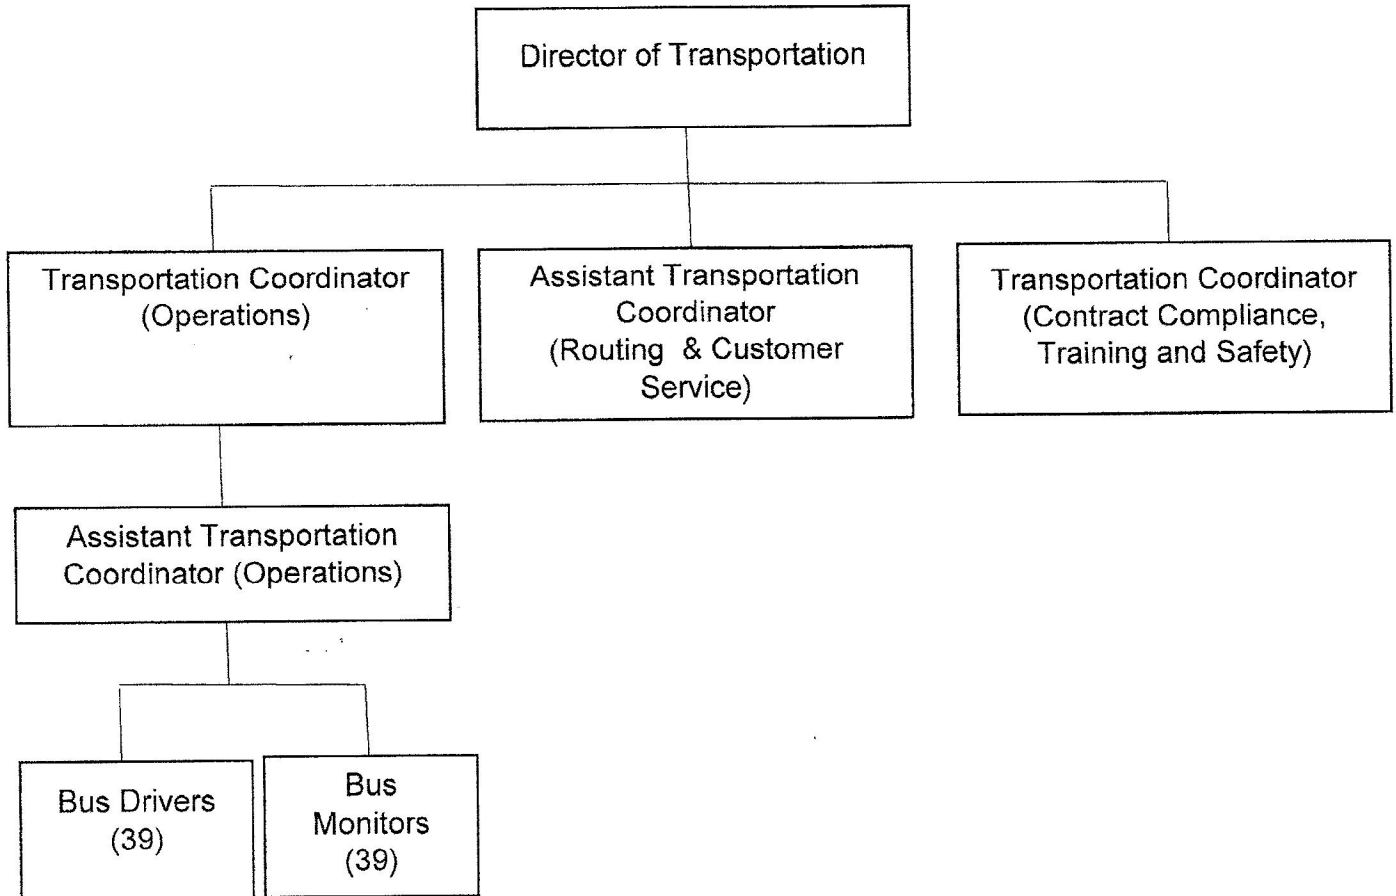 Director of Transportation
Transportation Coordinator
(Operations)
Assistant Transportation
Coordinator
(Routing & Customer
Service)
Transportation Coordinator
(Contract Compliance,
Training and Safety)
Assistant Transportation
Coordinator (Operations)
Bus Drivers
(39)
Bus
Monitors
(39)